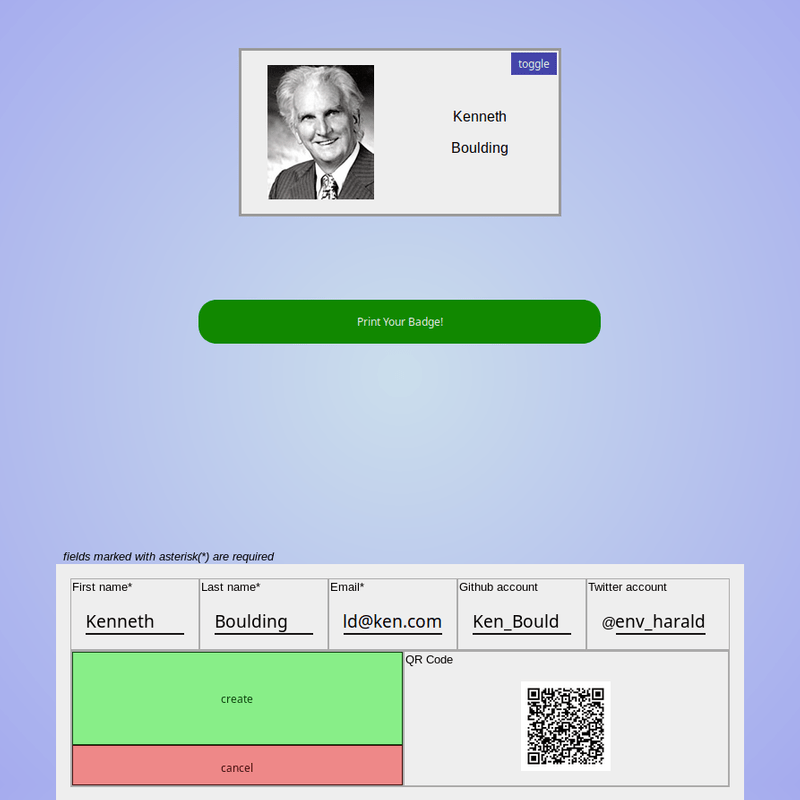 toggle
Kenneth
Boulding
Print Your Badge!
fields marked with asterisk(*) are required
First name*
Last name*
Email*
Github account
Twitter account
Kenneth
Boulding
ld@ken.com
Ken_Bould
@env_harald
create
QR Code
cancel